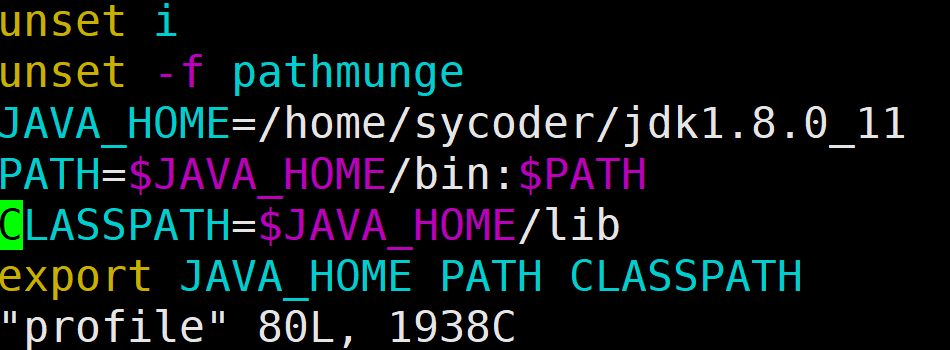 unset i
unset -f pathmunge
JAVA_HOME=/home/sycoder/jdk1.8.0_11
PATH=$JAVA_HOME/bin:$PATH
CLASSPATH=$JAVA_HOME/lib
export JAVA_HOME PATH CLASSPATH
"profile" 80L, 1938C